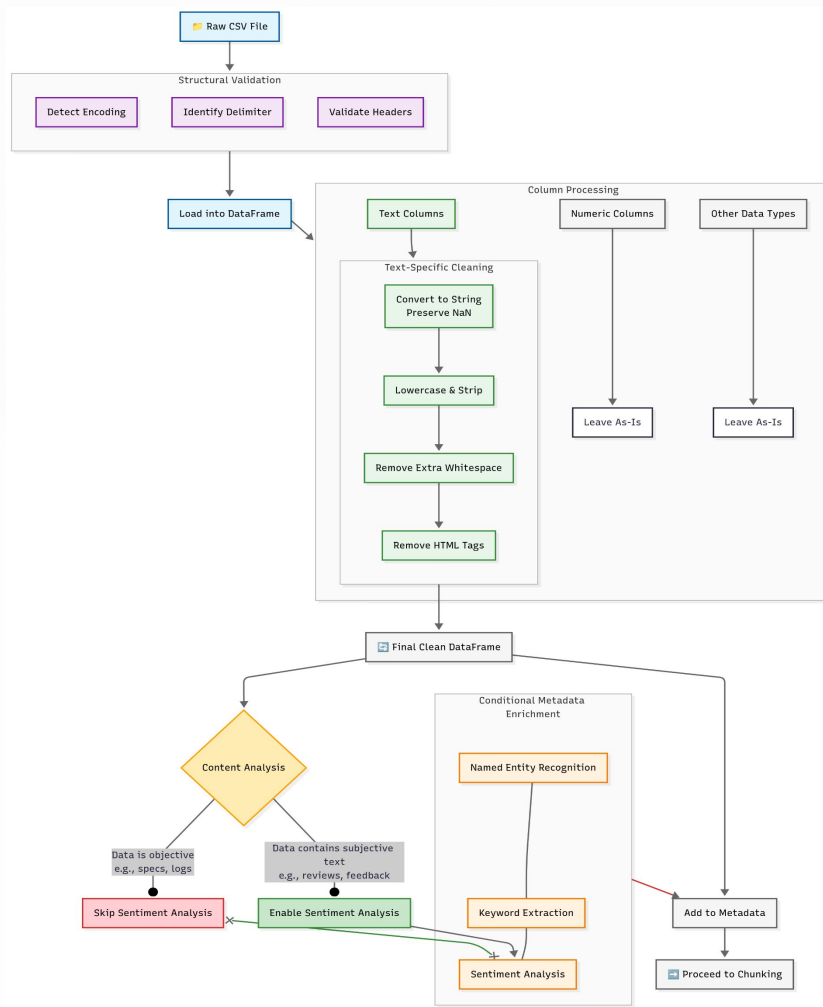 📁 Raw CSV File
Structural Validation
Detect Encoding
Identify Delimiter
Validate Headers
Load into DataFrame
Column Processing
Text Columns
Numeric Columns
Other Data Types
Text-Specific Cleaning
Convert to String
Preserve NaN
Lowercase & Strip
Leave As-Is
Leave As-Is
Remove Extra Whitespace
Remove HTML Tags
🔄 Final Clean DataFrame
Conditional Metadata
Enrichment
Content Analysis
Named Entity Recognition
Data is objective
e.g., specs, logs
Data contains subjective
text
e.g., reviews, feedback
Skip Sentiment Analysis
Enable Sentiment Analysis
Keyword Extraction
Add to Metadata
Sentiment Analysis
➡️ Proceed to Chunking